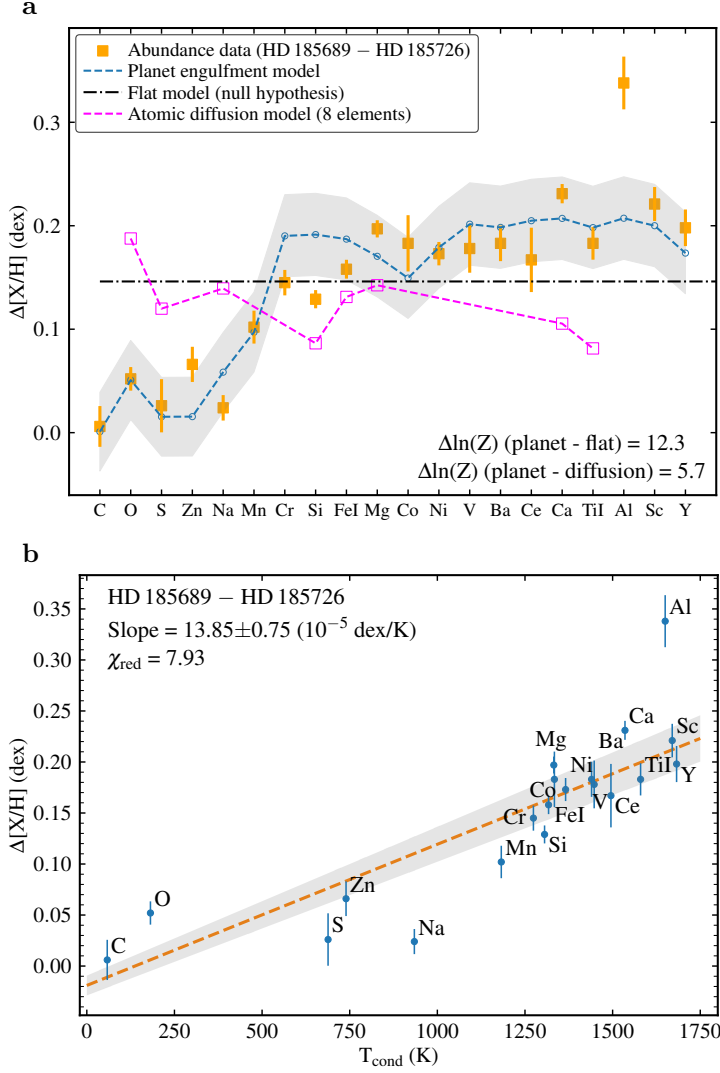 a
Abundance data (HD 185689 − HD 185726)
Planet engulfment model
Flat model (null hypothesis)
Atomic diffusion model (8 elements)
0.3
0.2
0.1
0.0
Δ[X/H] (dex)
Δln(Z) (planet - flat) = 12.3
Δln(Z) (planet - diffusion) = 5.7
C O S Zn Na Mn Cr Si FeI Mg Co Ni V Ba Ce Ca TiI Al Sc Y
b
HD 185689 − HD 185726
Slope = 13.85±0.75 (10⁻⁵ dex/K)
χred = 7.93
0.35
0.30
0.25
0.20
0.15
0.10
0.05
0.00
Δ[X/H] (dex)
Al
Ca
Sc
Ba
Mg
Ni
TiI
Y
Co
V
Ce
Cr
FeI
Si
Mn
Zn
O
S
Na
C
0 250 500 750 1000 1250 1500 1750
Tcond (K)